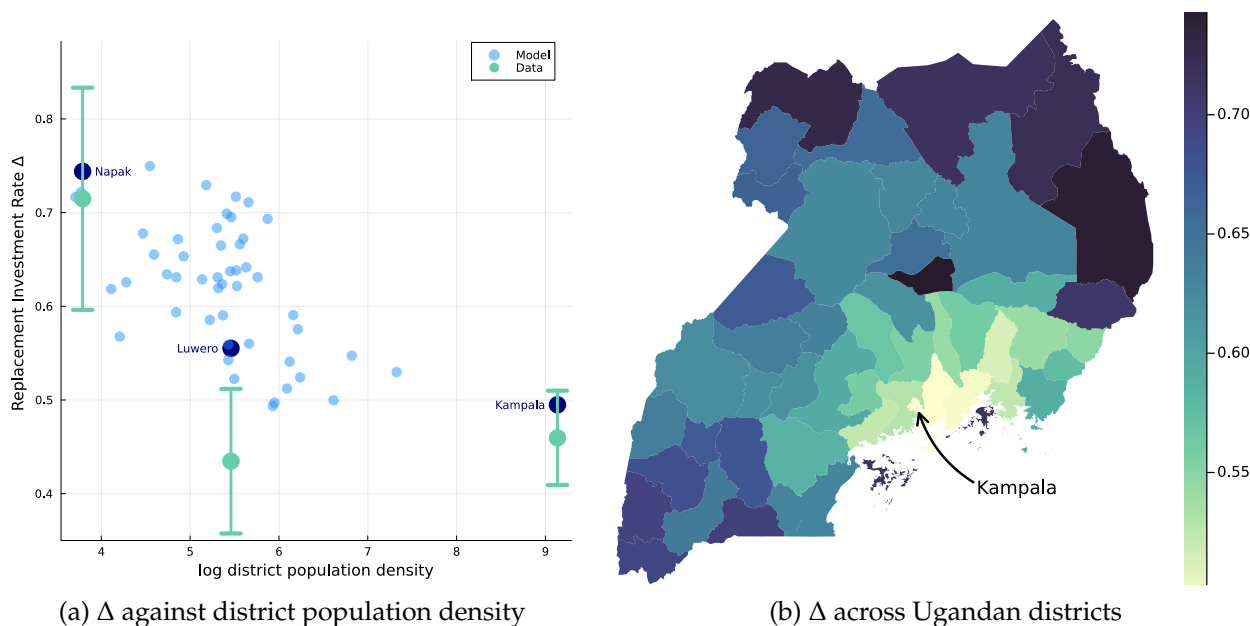 Replacement Investment Rate Δ
0.8
0.7
0.6
0.5
0.4
Model
Data
Napak
Luwero
Kampala
4 5 6 7 8 9
log district population density
(a) Δ against district population density
Kampala
0.70
0.65
0.60
0.55
(b) Δ across Ugandan districts